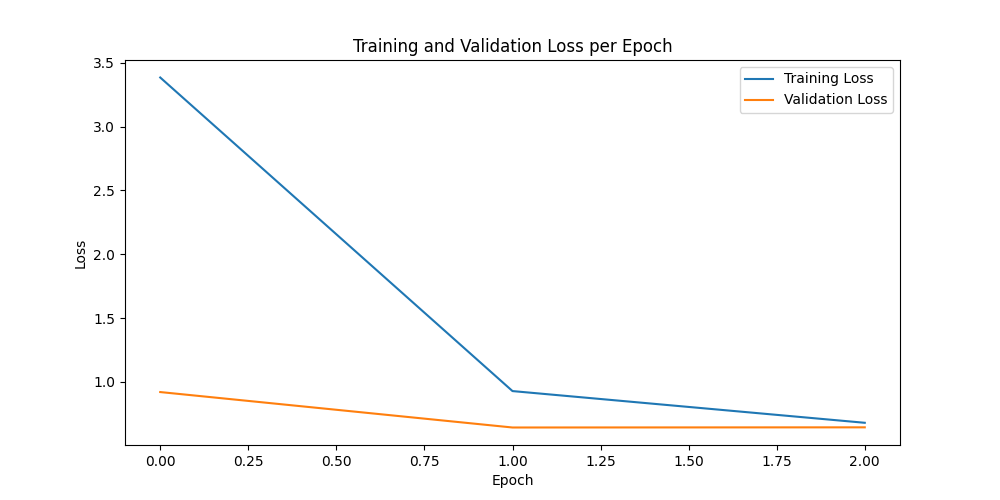 Training and Validation Loss per Epoch
Training Loss
Validation Loss
3.5
3.0
2.5
2.0
1.5
1.0
Loss
0.00 0.25 0.50 0.75 1.00 1.25 1.50 1.75 2.00
Epoch